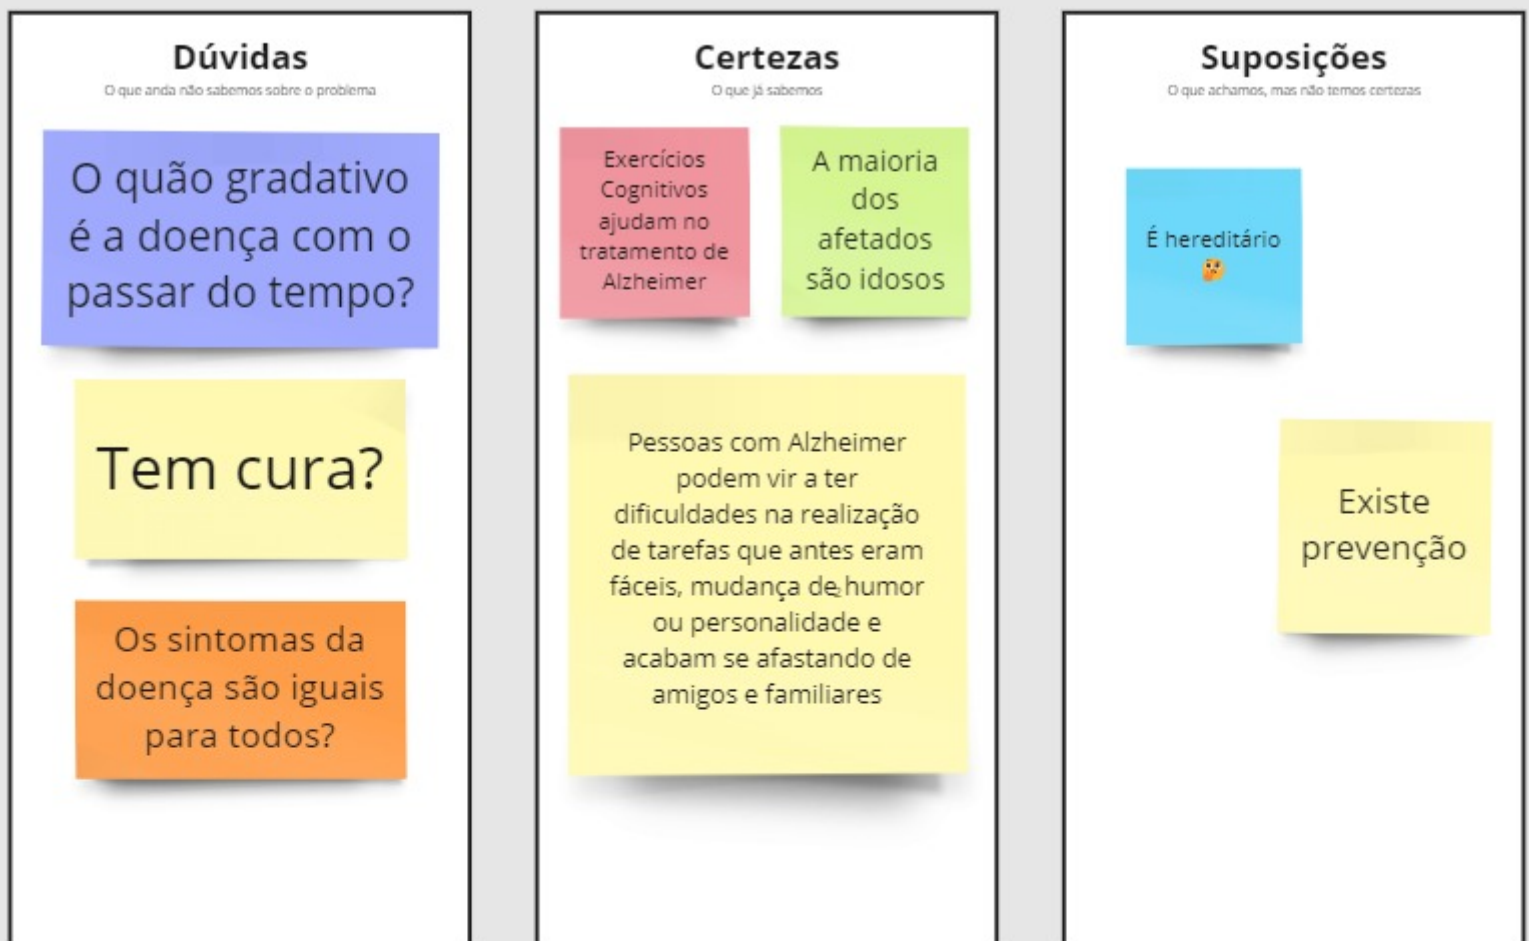 Dúvidas
O que anda não sabemos sobre o problema
O quão gradativo
é a doença com o
passar do tempo?
Tem cura?
Os sintomas da
doença são iguais
para todos?
Certezas
O que já sabemos
Exercícios
Cognitivos
ajudam no
tratamento de
Alzheimer
A maioria
dos
afetados
são idosos
Pessoas com Alzheimer
podem vir a ter
dificuldades na realização
de tarefas que antes eram
fáceis, mudança de humor
ou personalidade e
acabam se afastando de
amigos e familiares
Suposições
O que achamos, mas não temos certezas
É hereditário
🤔
Existe
prevenção